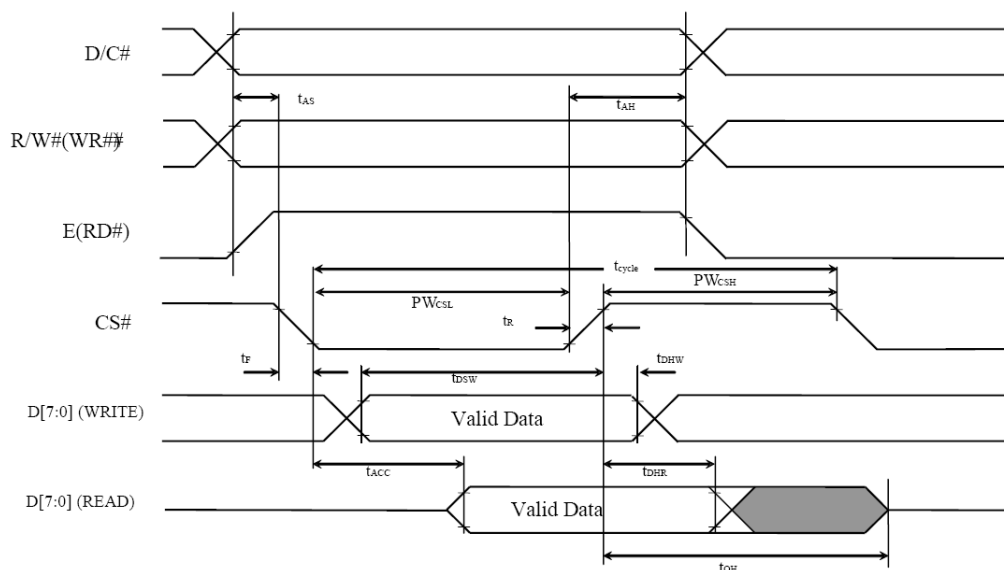 D/C#
tAS
tAH
R/W#(WR##)
E(RD#)
tcycle
PWCSL
PWCSH
CS#
tR
tF
tDSW
tDHW
D[7:0] (WRITE)
Valid Data
tACC
tDHR
D[7:0] (READ)
Valid Data
tOH